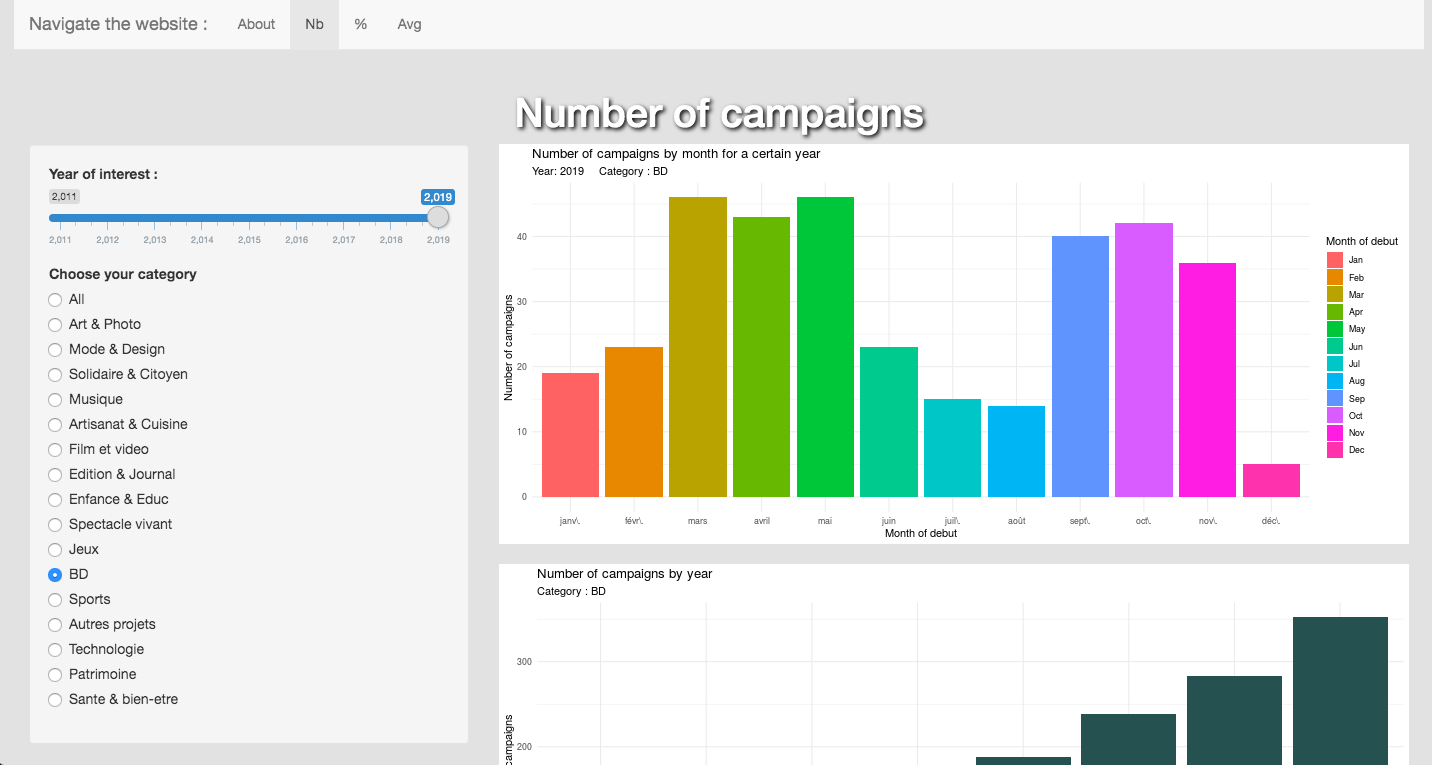 Navigate the website : About Nb % Avg
Number of campaigns
Year of interest :
2,011 2,019
2,011 2,012 2,013 2,014 2,015 2,016 2,017 2,018 2,019
Choose your category
All
Art & Photo
Mode & Design
Solidaire & Citoyen
Musique
Artisanat & Cuisine
Film et video
Edition & Journal
Enfance & Educ
Spectacle vivant
Jeux
BD
Sports
Autres projets
Technologie
Patrimoine
Sante & bien-etre
Number of campaigns by month for a certain year
Year: 2019 Category : BD
Number of campaigns
40
30
20
10
0
janv\. févr\. mars avril mai juin juil\. août sept\. oct\. nov\. déc\.
Month of debut
Month of debut
Jan
Feb
Mar
Apr
May
Jun
Jul
Aug
Sep
Oct
Nov
Dec
Number of campaigns by year
Category : BD
300
200
campaigns